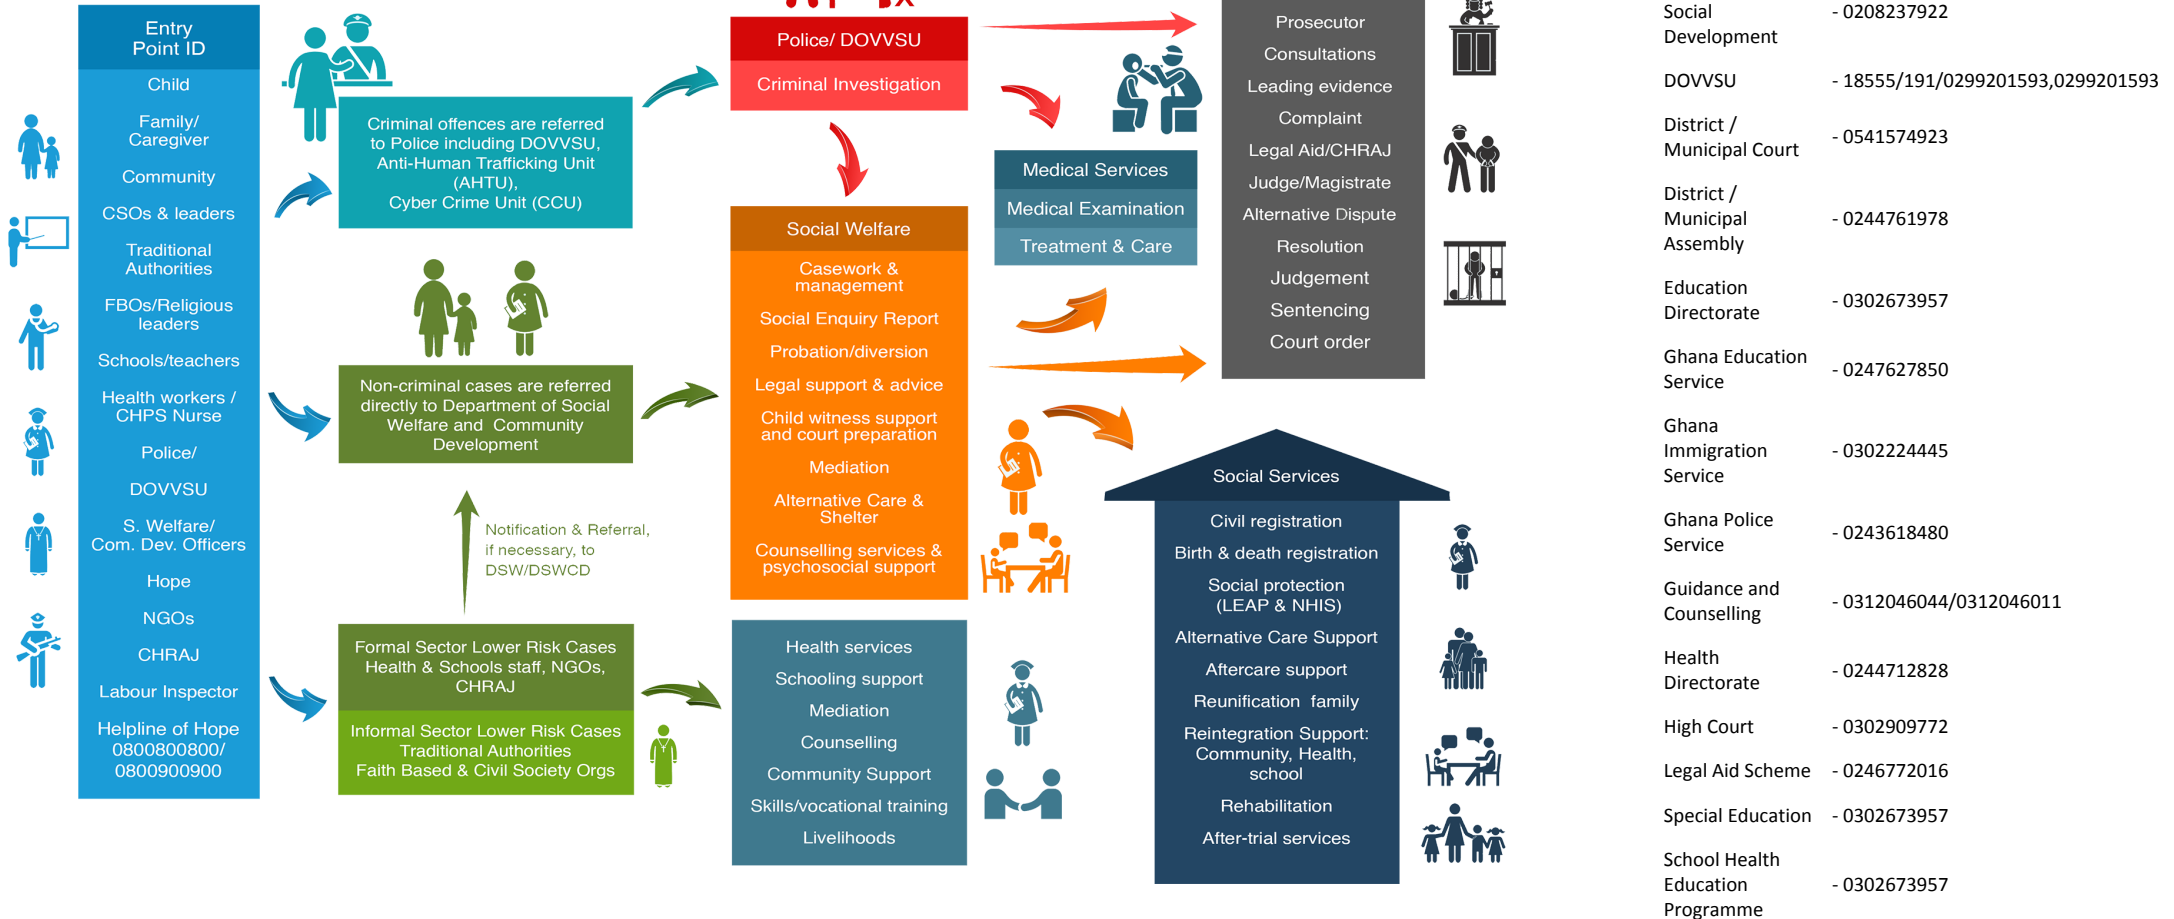 Entry
Point ID
Child
Family/
Caregiver
Community
CSOs & leaders
Traditional
Authorities
FBOs/Religious
leaders
Schools/teachers
Health workers /
CHPS Nurse
Police/
DOVVSU
S. Welfare/
Com. Dev. Officers
Hope
NGOs
CHRAJ
Labour Inspector
Helpline of Hope
0800800800/
0800900900
Criminal offences are referred
to Police including DOVVSU,
Anti-Human Trafficking Unit
(AHTU),
Cyber Crime Unit (CCU)
Non-criminal cases are referred
directly to Department of Social
Welfare and Community
Development
Notification & Referral,
if necessary, to
DSW/DSWCD
Formal Sector Lower Risk Cases
Health & Schools staff, NGOs,
CHRAJ
Informal Sector Lower Risk Cases
Traditional Authorities
Faith Based & Civil Society Orgs
Police/ DOVVSU
Criminal Investigation
Social Welfare
Casework &
management
Social Enquiry Report
Probation/diversion
Legal support & advice
Child witness support
and court preparation
Mediation
Alternative Care &
Shelter
Counselling services &
psychosocial support
Health services
Schooling support
Mediation
Counselling
Community Support
Skills/vocational training
Livelihoods
Medical Services
Medical Examination
Treatment & Care
Prosecutor
Consultations
Leading evidence
Complaint
Legal Aid/CHRAJ
Judge/Magistrate
Alternative Dispute
Resolution
Judgement
Sentencing
Court order
Social Services
Civil registration
Birth & death registration
Social protection
(LEAP & NHIS)
Alternative Care Support
Aftercare support
Reunification family
Reintegration Support:
Community, Health,
school
Rehabilitation
After-trial services
Social
Development - 0208237922
DOVVSU - 18555/191/0299201593,0299201593
District /
Municipal Court - 0541574923
District /
Municipal
Assembly - 0244761978
Education
Directorate - 0302673957
Ghana Education
Service - 0247627850
Ghana
Immigration
Service - 0302224445
Ghana Police
Service - 0243618480
Guidance and
Counselling - 0312046044/0312046011
Health
Directorate - 0244712828
High Court - 0302909772
Legal Aid Scheme - 0246772016
Special Education - 0302673957
School Health
Education
Programme - 0302673957